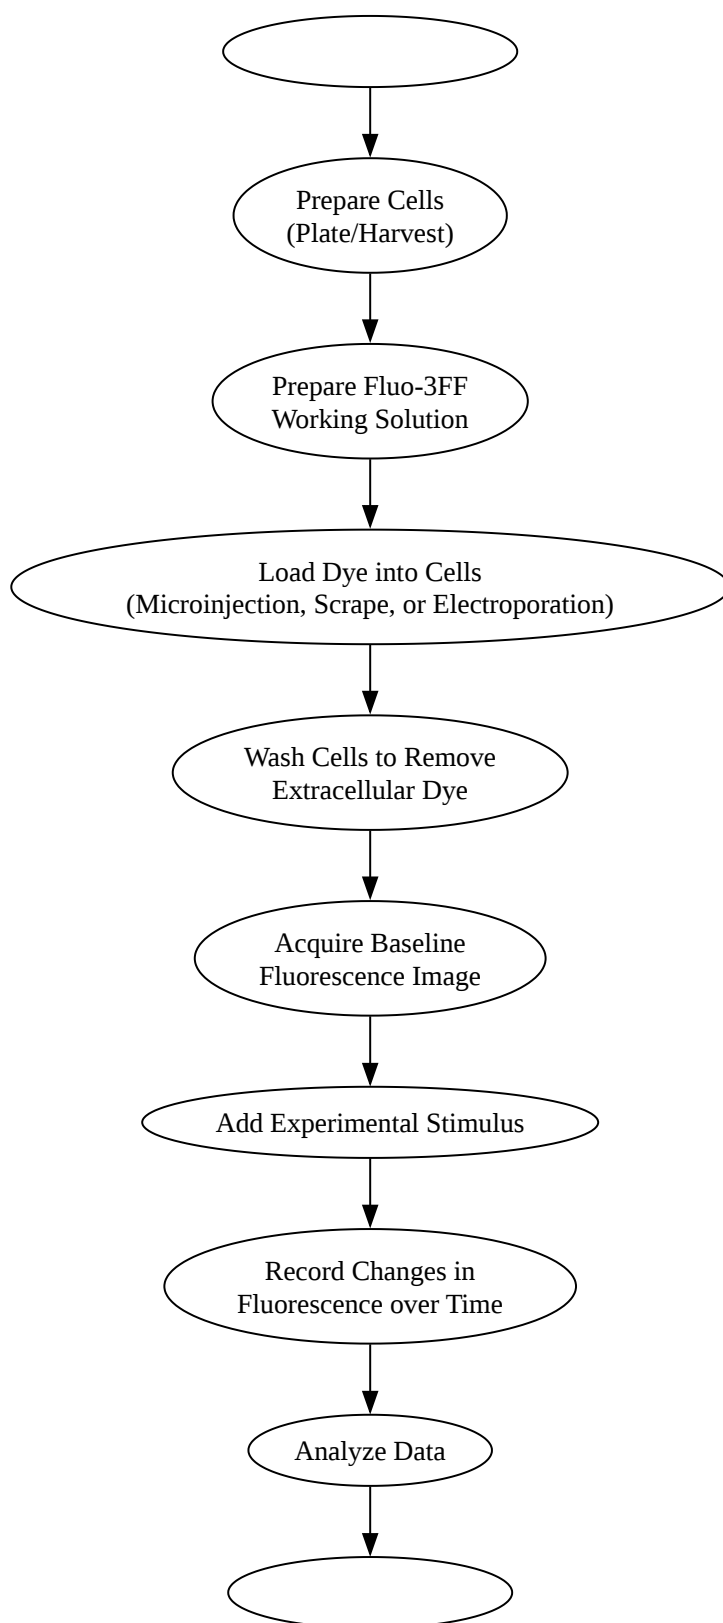 Prepare Cells
(Plate/Harvest)
Prepare Fluo-3FF
Working Solution
Load Dye into Cells
(Microinjection, Scrape, or Electroporation)
Wash Cells to Remove
Extracellular Dye
Acquire Baseline
Fluorescence Image
Add Experimental Stimulus
Record Changes in
Fluorescence over Time
Analyze Data